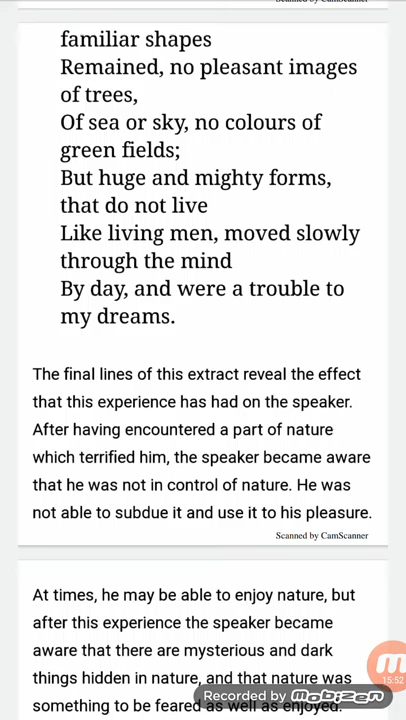 familiar shapes
Remained, no pleasant images
of trees,
Of sea or sky, no colours of
green fields;
But huge and mighty forms,
that do not live
Like living men, moved slowly
through the mind
By day, and were a trouble to
my dreams.
The final lines of this extract reveal the effect
that this experience has had on the speaker.
After having encountered a part of nature
which terrified him, the speaker became aware
that he was not in control of nature. He was
not able to subdue it and use it to his pleasure.
Scanned by CamScanner
At times, he may be able to enjoy nature, but
after this experience the speaker became
aware that there are mysterious and dark
things hidden in nature, and that nature was
15:52
Recorded by mobizen
something to be feared as well as enjoyed.